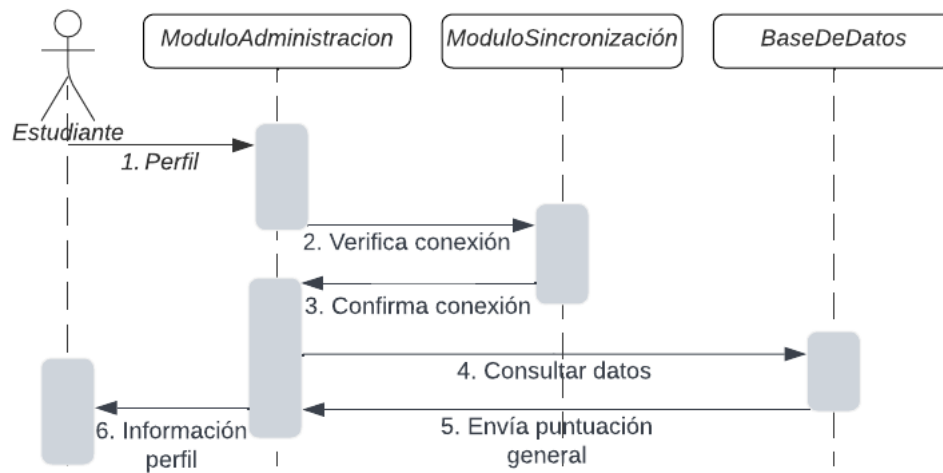 ModuloAdministracion
ModuloSincronización
BaseDeDatos
Estudiante
1. Perfil
2. Verifica conexión
3. Confirma conexión
4. Consultar datos
5. Envía puntuación
general
6. Información
perfil